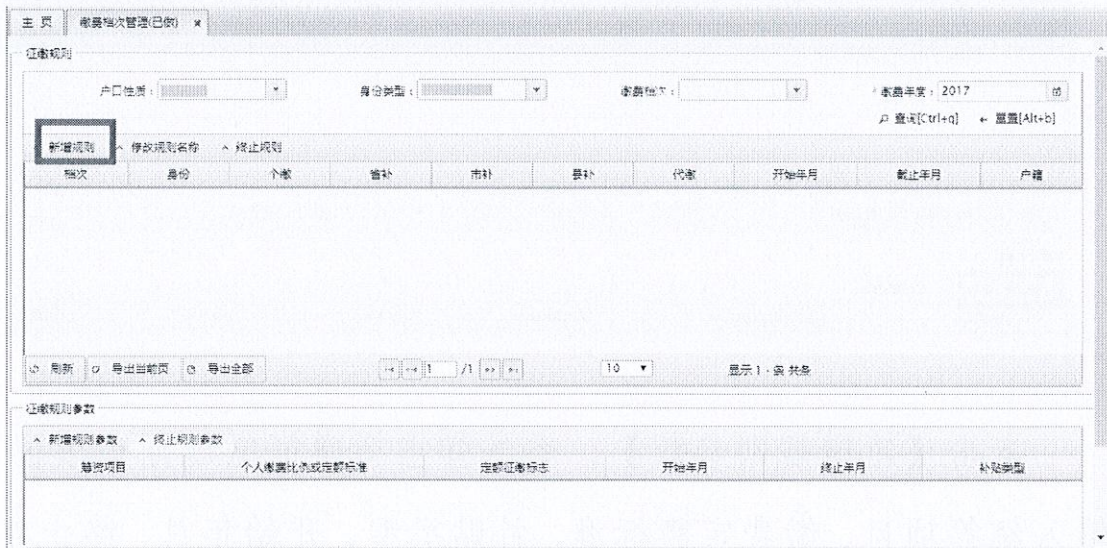 主 页 缴费档次管理(已做) ×
征缴规则
户口性质: 身份类型: 缴费档次: 缴费年度: 2017
查询[Ctrl+q] 重置[Alt+b]
新增规则 修改规则名称 终止规则
档次 身份 个缴 省补 市补 县补 代缴 开始年月 截止年月 户籍
刷新 导出当前页 导出全部 1 /1 10 显示 1 - 条 共条
征缴规则参数
新增规则参数 终止规则参数
筹资项目 个人缴费比例或定额标准 定额征缴标志 开始年月 终止年月 补贴类型